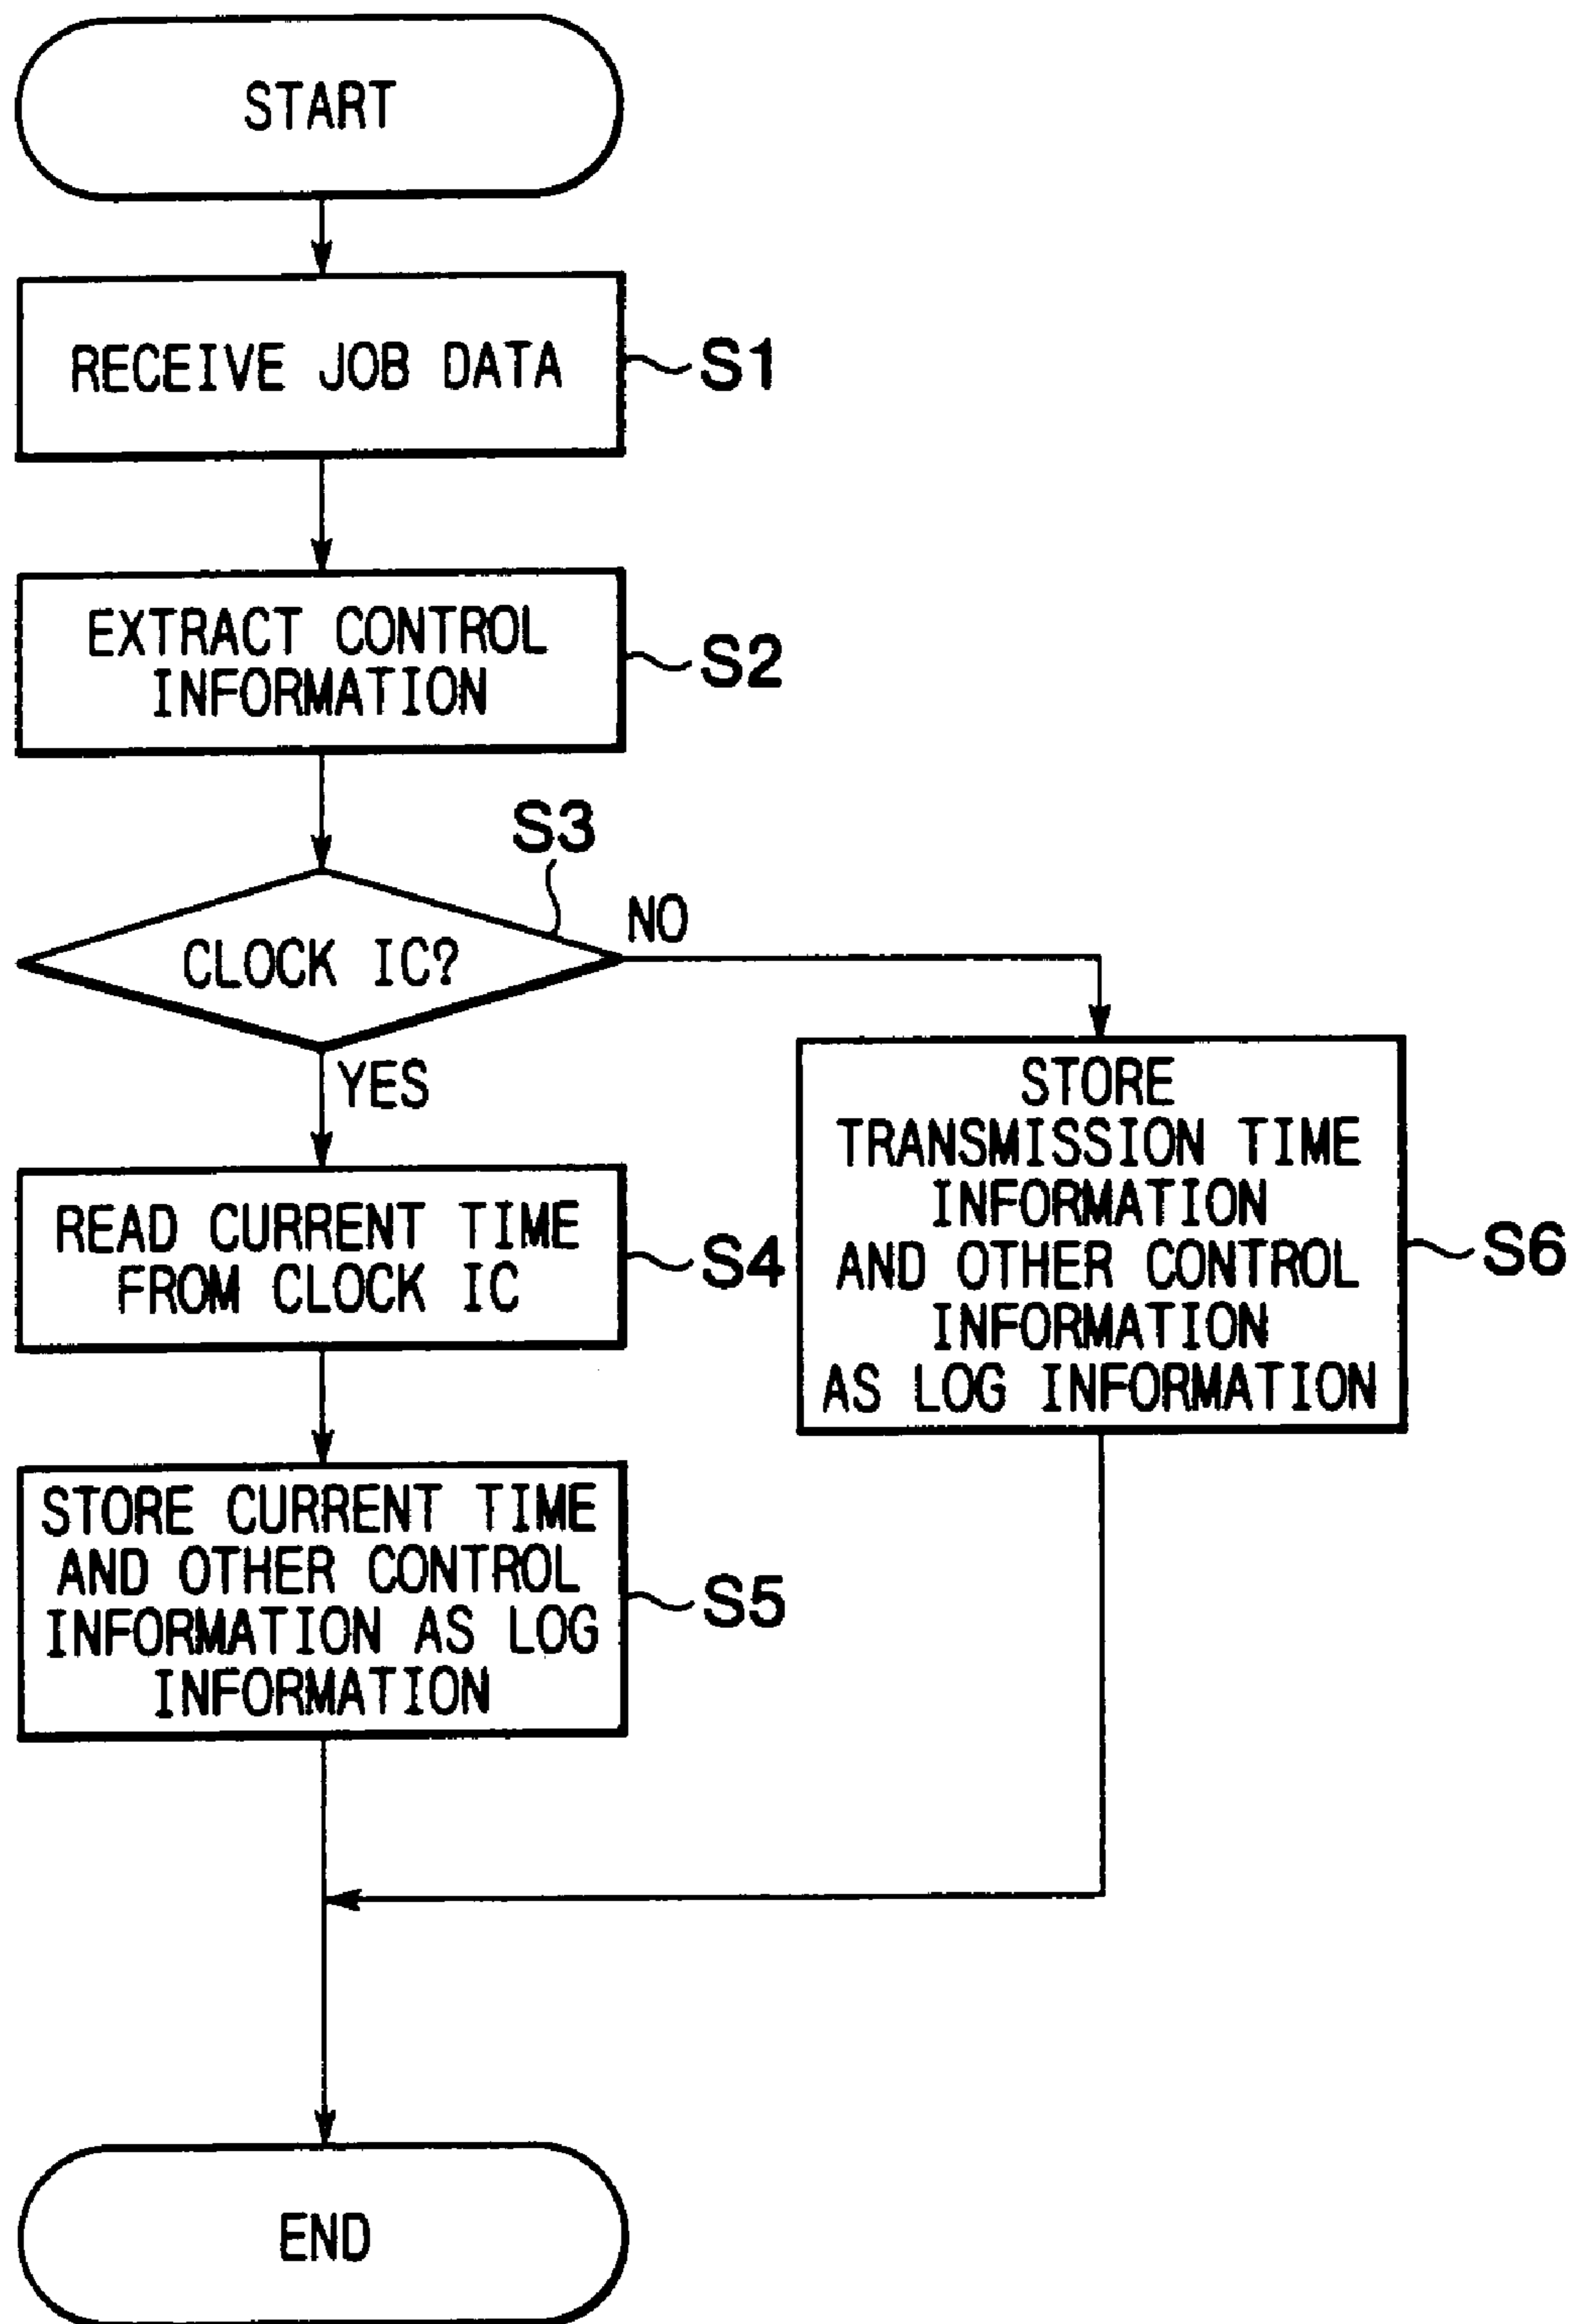 START
RECEIVE JOB DATA
S1
EXTRACT CONTROL
INFORMATION
S2
S3
CLOCK IC?
NO
YES
READ CURRENT TIME
FROM CLOCK IC
S4
STORE
TRANSMISSION TIME
INFORMATION
AND OTHER CONTROL
INFORMATION
AS LOG INFORMATION
S6
STORE CURRENT TIME
AND OTHER CONTROL
INFORMATION AS LOG
INFORMATION
S5
END